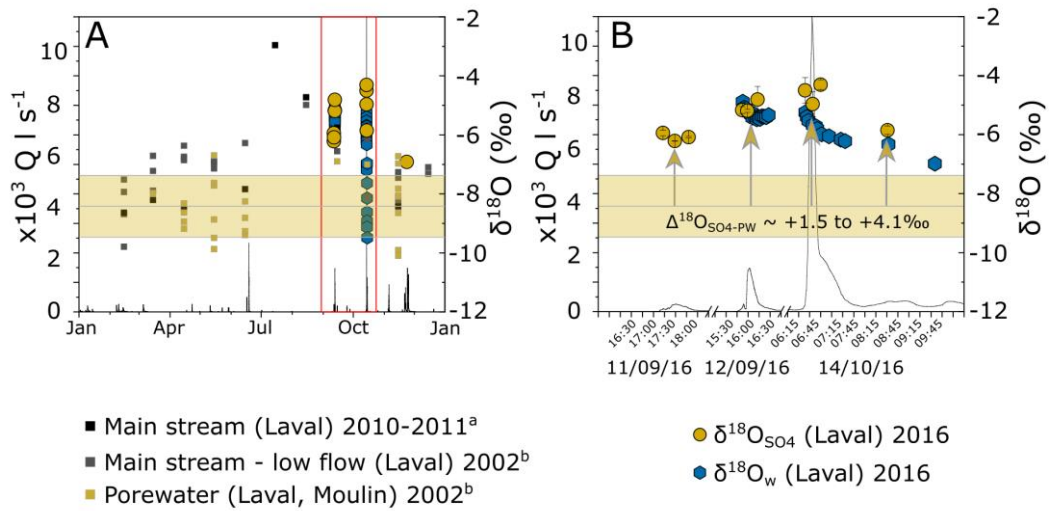 A
x10³ Q l s⁻¹
10
8
6
4
2
0
Jan
Apr
Jul
Oct
Jan
-2
-4
-6
-8
-10
-12
δ¹⁸O (‰)
B
x10³ Q l s⁻¹
10
8
6
4
2
0
Δ¹⁸O_SO4-PW ~ +1.5 to +4.1‰
16:30
17:00
17:30
18:00
15:30
16:00
16:30
06:15
06:45
07:15
07:45
08:15
08:45
09:15
09:45
11/09/16
12/09/16
14/10/16
-2
-4
-6
-8
-10
-12
δ¹⁸O (‰)
Main stream (Laval) 2010-2011ᵃ
Main stream - low flow (Laval) 2002ᵇ
Porewater (Laval, Moulin) 2002ᵇ
δ¹⁸O_SO4 (Laval) 2016
δ¹⁸O_w (Laval) 2016